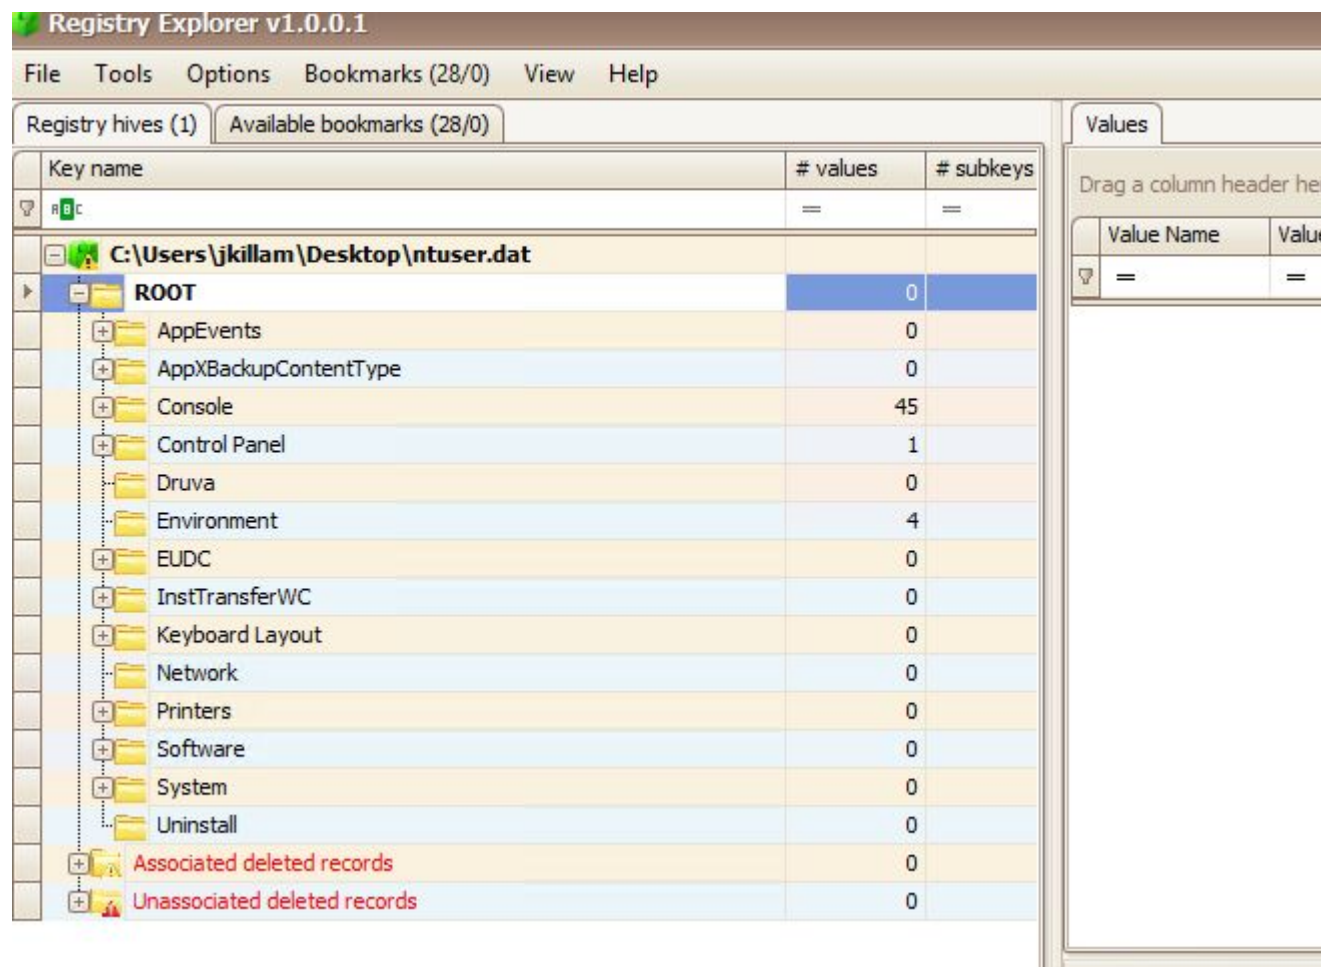 Registry Explorer v1.0.0.1
File Tools Options Bookmarks (28/0) View Help
Registry hives (1) Available bookmarks (28/0) Values
Key name # values # subkeys
Drag a column header he
ABC = =
Value Name Value
= =
C:\Users\jkillam\Desktop\ntuser.dat
ROOT 0
AppEvents 0
AppXBackupContentType 0
Console 45
Control Panel 1
Druva 0
Environment 4
EUDC 0
InstTransferWC 0
Keyboard Layout 0
Network 0
Printers 0
Software 0
System 0
Uninstall 0
Associated deleted records 0
Unassociated deleted records 0